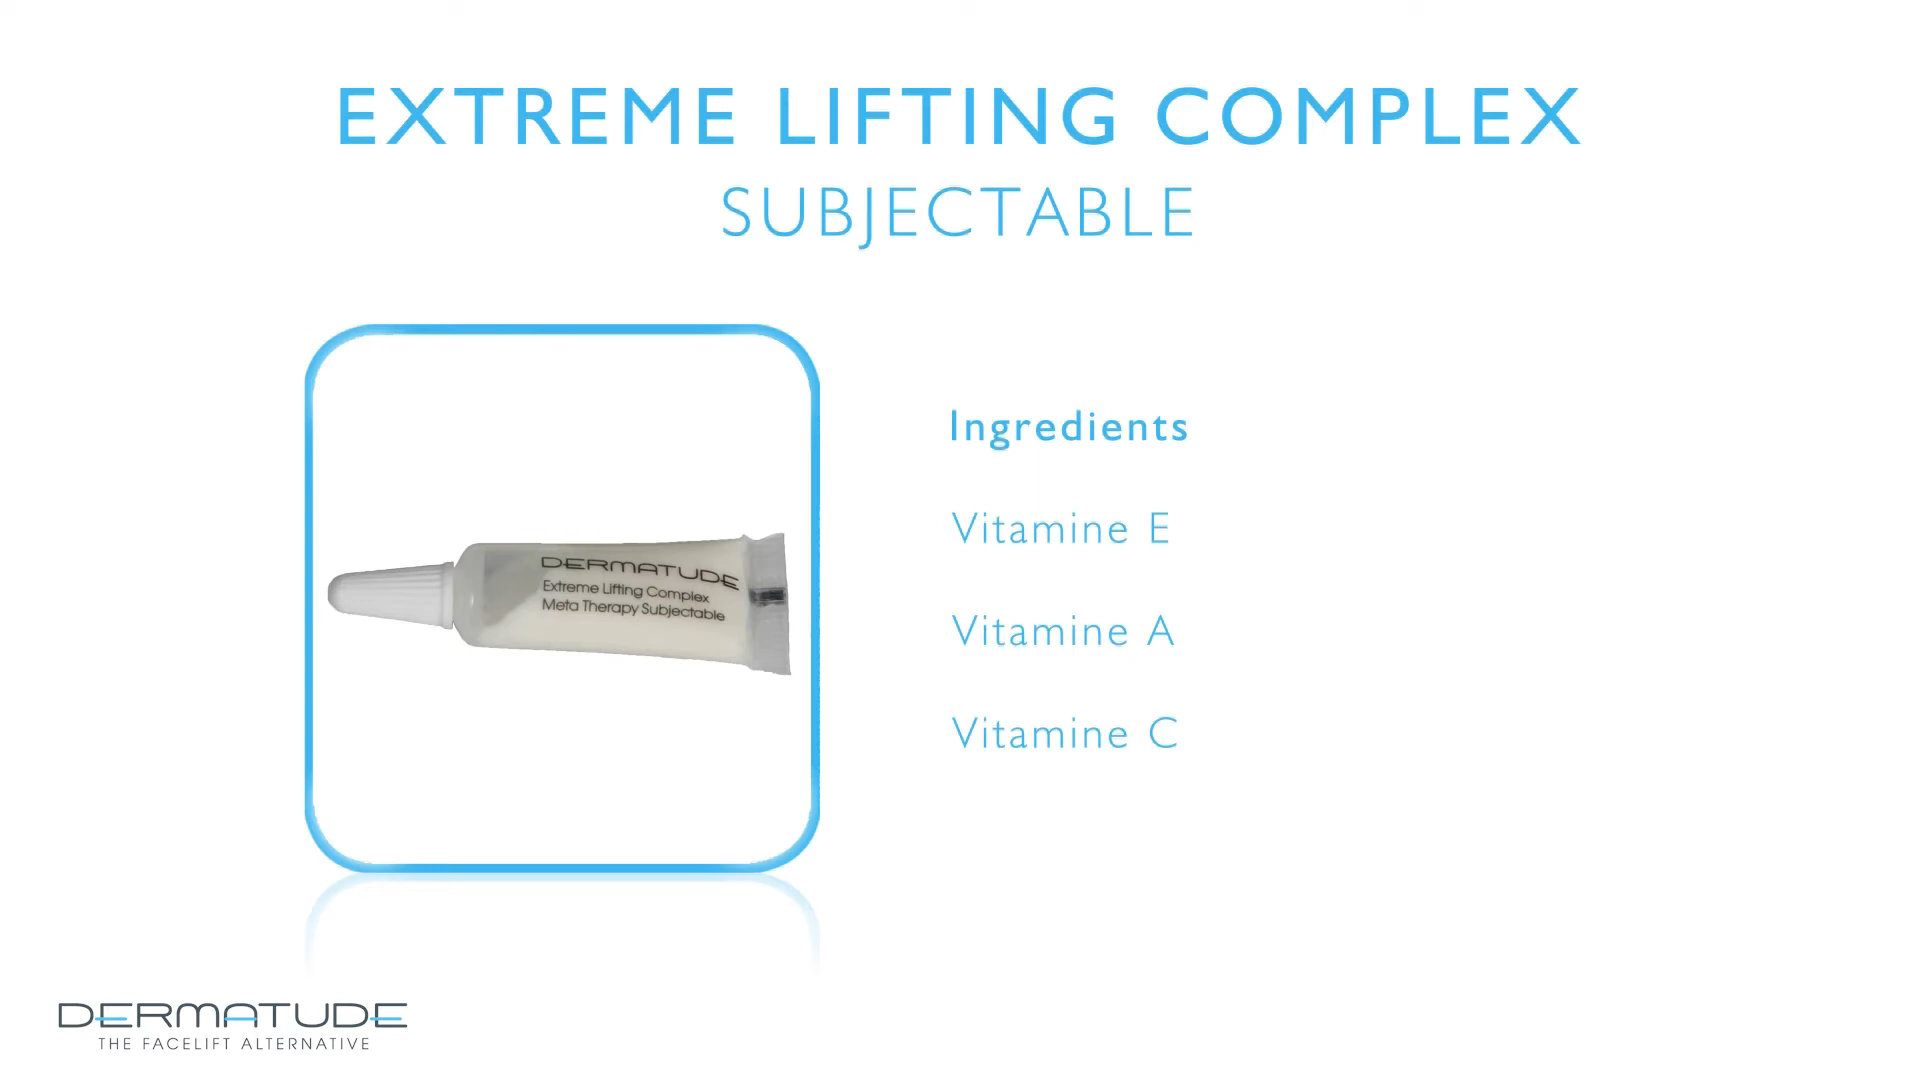 EXTREME LIFTING COMPLEX
SUBJECTABLE
DERMATUDE
Extreme Lifting Complex
Meta Therapy Subjectable
Ingredients
Vitamine E
Vitamine A
Vitamine C
DERMATUDE
THE FACELIFT ALTERNATIVE